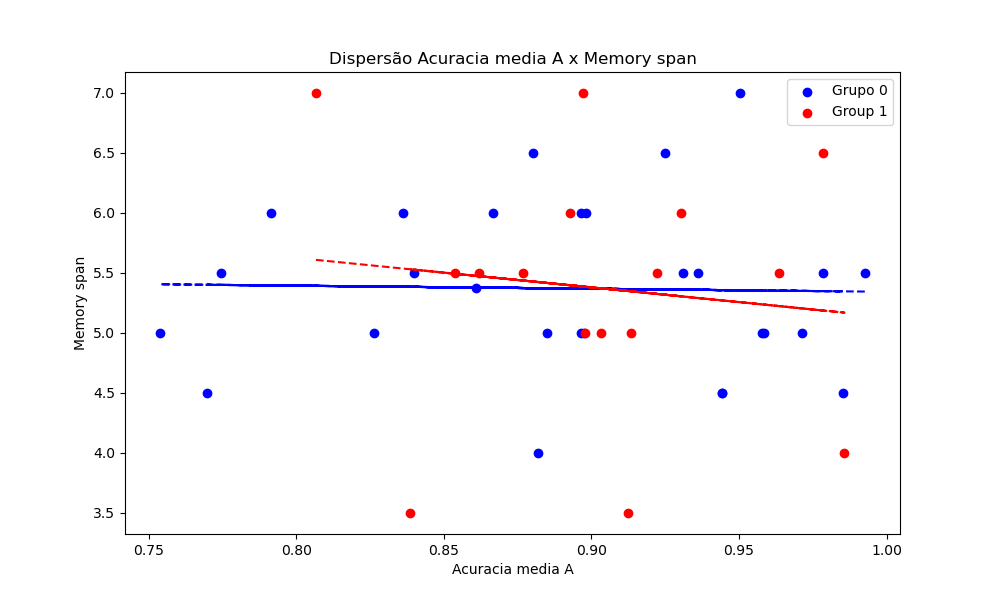 Dispersão Acuracia media A x Memory span
Grupo 0
Group 1
7.0
6.5
6.0
5.5
5.0
4.5
4.0
3.5
Memory span
0.75 0.80 0.85 0.90 0.95 1.00
Acuracia media A